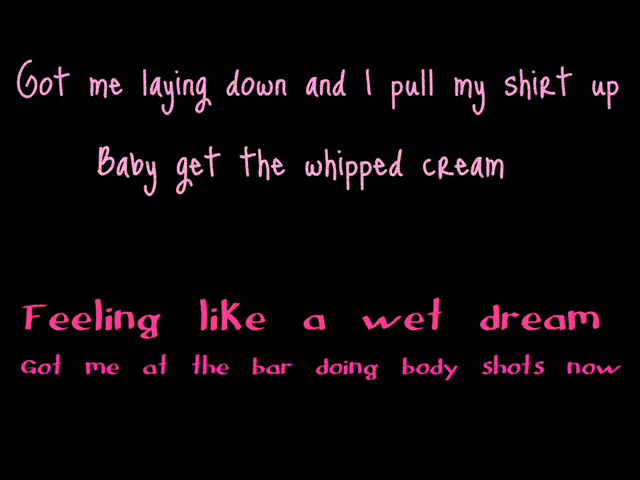 Got me laying down and I pull my shirt up
Baby get the whipped cream
Feeling like a wet dream
Got me at the bar doing body shots now